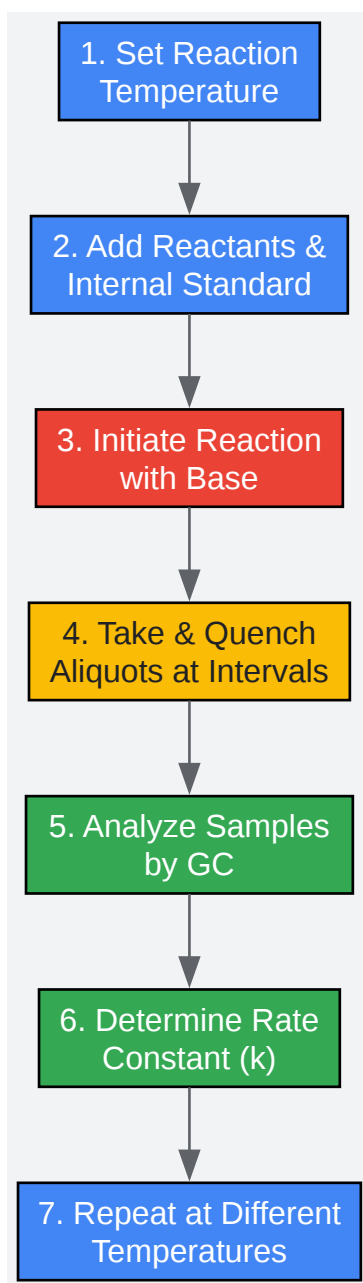 1. Set Reaction
Temperature
2. Add Reactants &
Internal Standard
3. Initiate Reaction
with Base
4. Take & Quench
Aliquots at Intervals
5. Analyze Samples
by GC
6. Determine Rate
Constant (k)
7. Repeat at Different
Temperatures